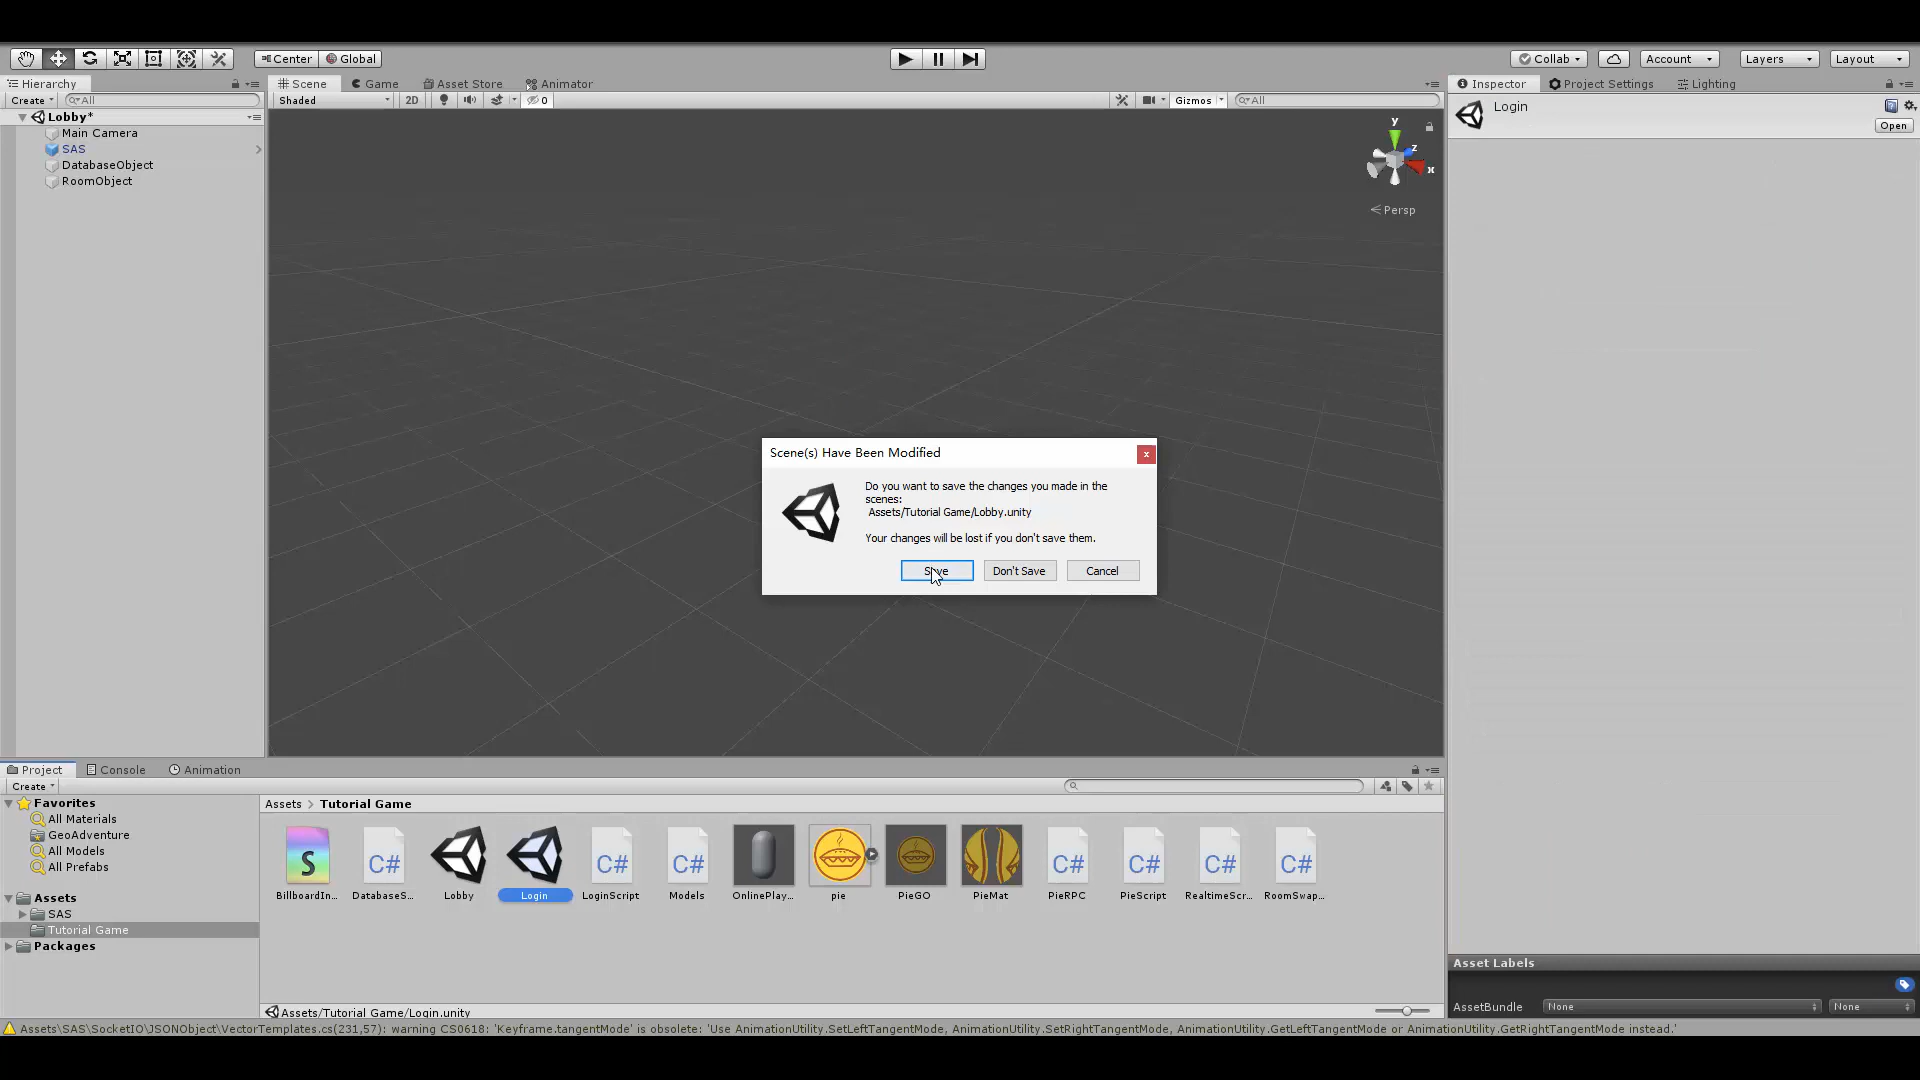 Center Global Collab Account Layers Layout
Hierarchy Scene Game Asset Store Animator Inspector Project Settings Lighting
Create All Shaded 2D 0 Gizmos All
Login
Open
Lobby*
Main Camera
SAS
DatabaseObject
RoomObject
y
z
x
Persp
Scene(s) Have Been Modified
x
Do you want to save the changes you made in the
scenes:
Assets/Tutorial Game/Lobby.unity
Your changes will be lost if you don't save them.
Save Don't Save Cancel
Project Console Animation
Create
Favorites
All Materials
GeoAdventure
All Models
All Prefabs
Assets
SAS
Tutorial Game
Packages
Assets > Tutorial Game
S C# C# C# C# C# C# C#
BillboardIn... DatabaseS... Lobby Login LoginScript Models OnlinePlay... pie PieGO PieMat PieRPC PieScript RealtimeScr... RoomSwap...
Assets/Tutorial Game/Login.unity
Asset Labels
AssetBundle None None
Assets\SAS\SocketIO\JSONObject\VectorTemplates.cs(231,57): warning CS0618: 'Keyframe.tangentMode' is obsolete: 'Use AnimationUtility.SetLeftTangentMode, AnimationUtility.SetRightTangentMode, AnimationUtility.GetLeftTangentMode or AnimationUtility.GetRightTangentMode instead.'